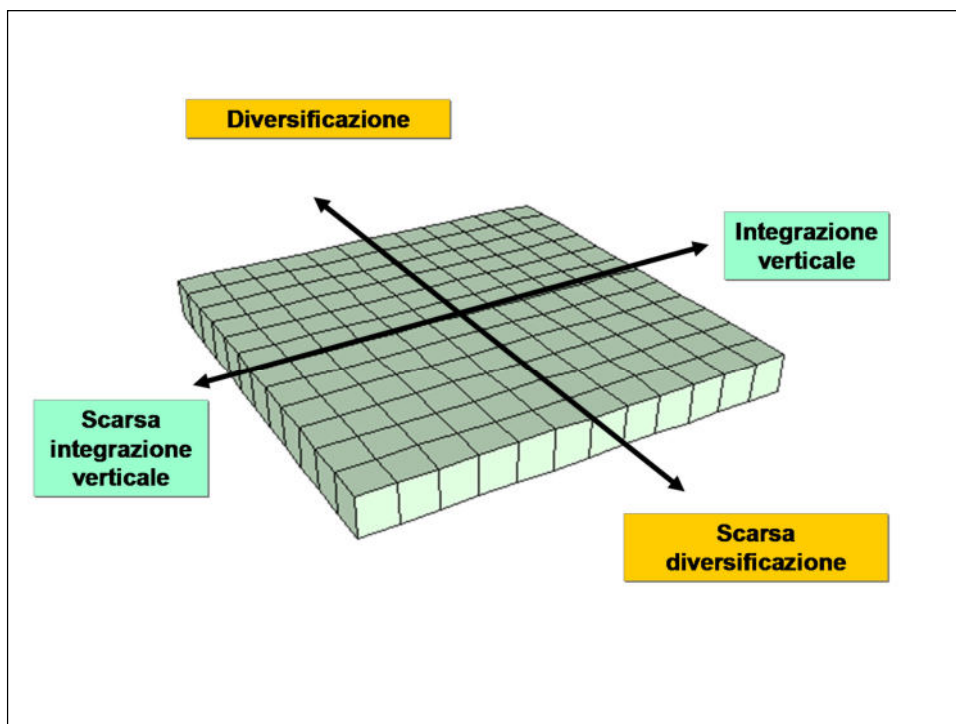 Diversificazione
Integrazione
verticale
Scarsa
integrazione
verticale
Scarsa
diversificazione